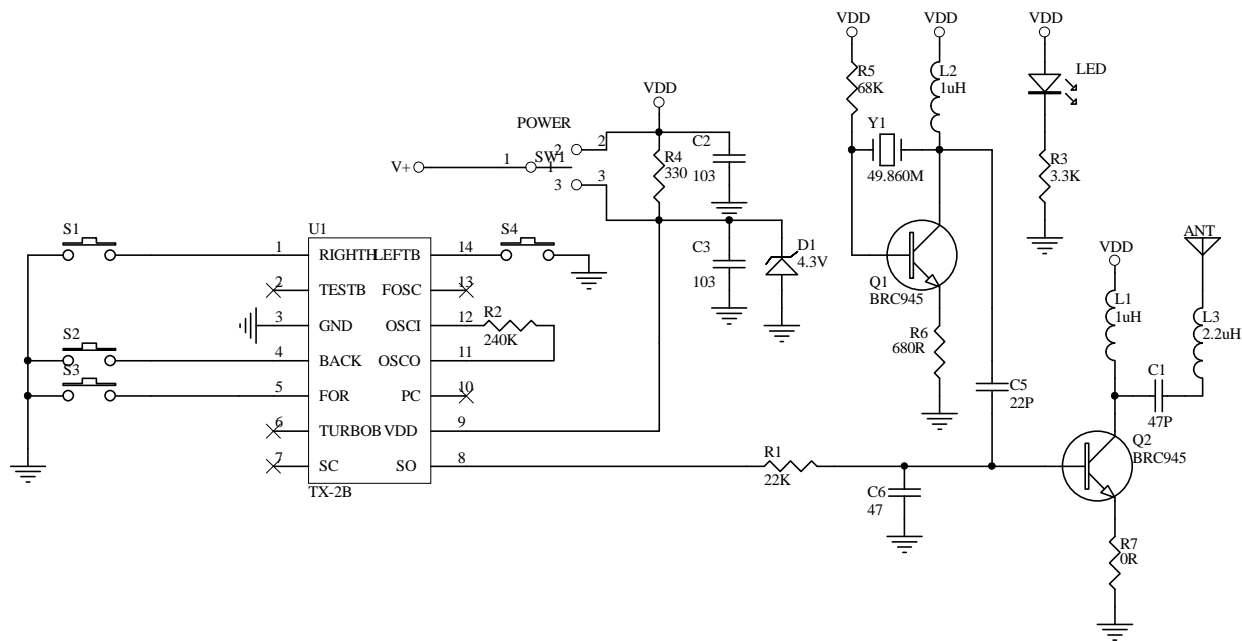 VDD VDD VDD
R5
68K
L2
1uH
LED
VDD
POWER
Y1
49.860M
C2
103
R4
330
R3
3.3K
V+
1
SW1
1
2
2
3
3
S1
U1
S4
C3
103
D1
4.3V
Q1
BRC945
VDD
ANT
1 RIGHTH LEFTB 14
2 TESTB FOSC 13
3 GND OSCI 12
4 BACK OSCO 11
5 FOR PC 10
6 TURBOB VDD 9
7 SC SO 8
TX-2B
R2
240K
S2
S3
R6
680R
L1
1uH
L3
2.2uH
C5
22P
C1
47P
R1
22K
C6
47
Q2
BRC945
R7
0R